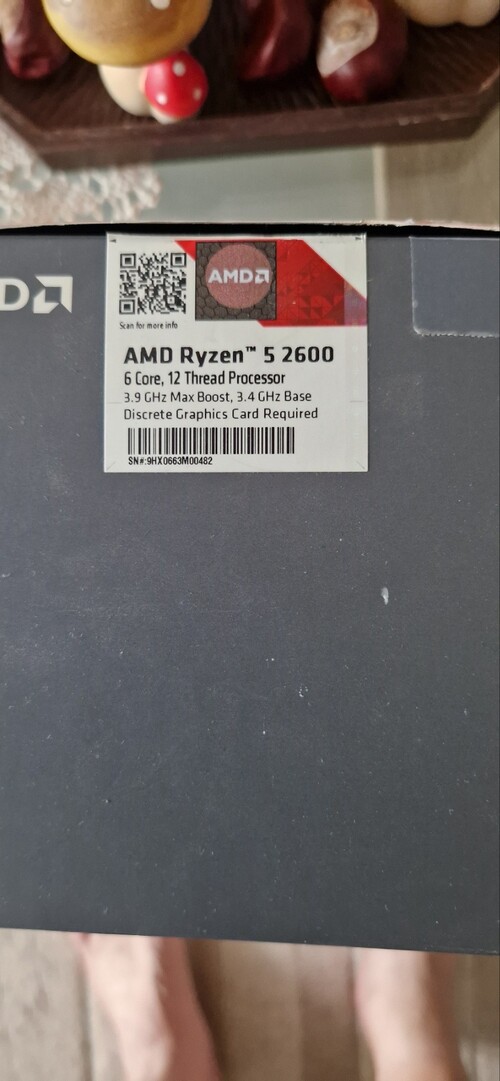 D
AMD
Scan for more info
AMD Ryzen™ 5 2600
6 Core, 12 Thread Processor
3.9 GHz Max Boost, 3.4 GHz Base
Discrete Graphics Card Required
SN#:9HX0663M00482